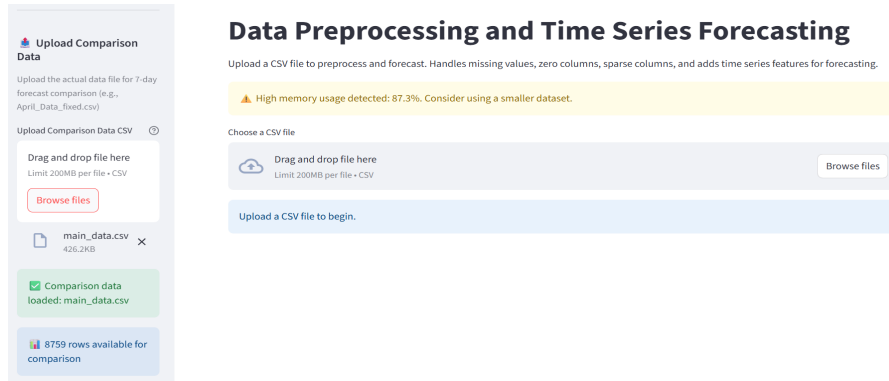 📤 Upload Comparison
Data
Upload the actual data file for 7-day
forecast comparison (e.g.,
April_Data_fixed.csv)
Upload Comparison Data CSV
Drag and drop file here
Limit 200MB per file • CSV
Browse files
main_data.csv
426.2KB
✅ Comparison data
loaded: main_data.csv
📊 8759 rows available for
comparison
Data Preprocessing and Time Series Forecasting
Upload a CSV file to preprocess and forecast. Handles missing values, zero columns, sparse columns, and adds time series features for forecasting.
⚠️ High memory usage detected: 87.3%. Consider using a smaller dataset.
Choose a CSV file
Drag and drop file here
Limit 200MB per file • CSV
Browse files
Upload a CSV file to begin.